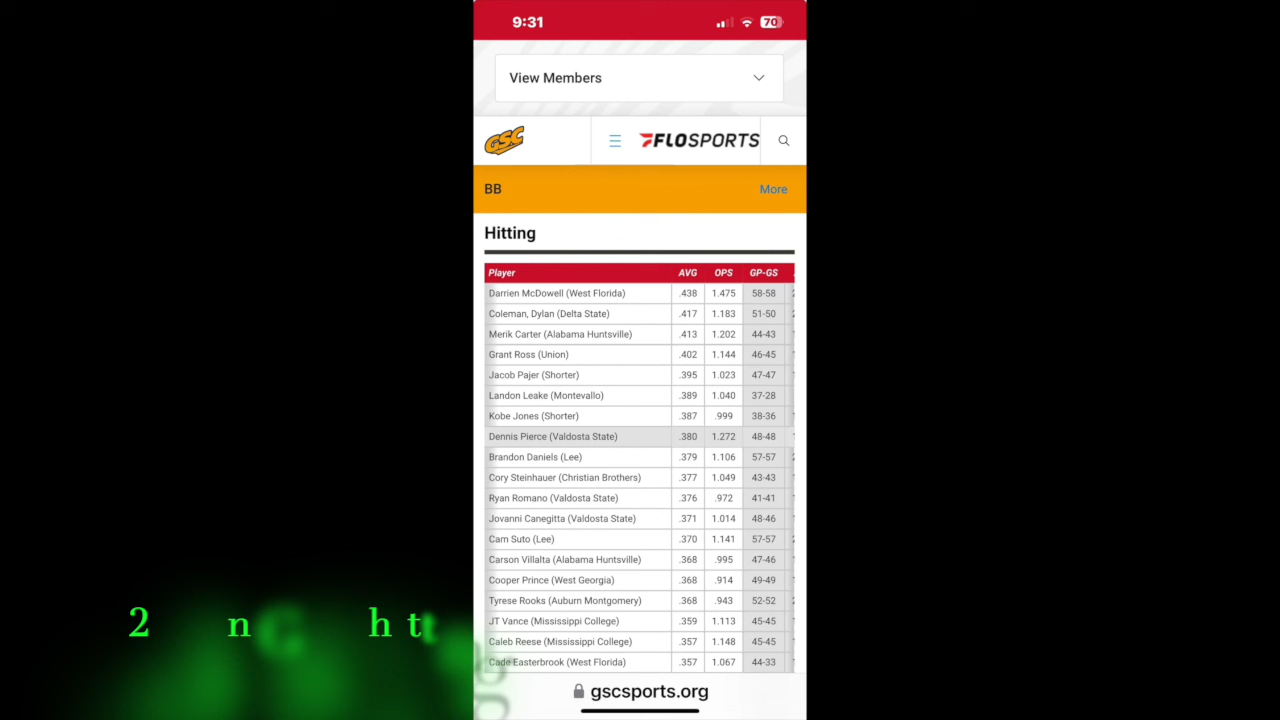 9:31
70
View Members
GSC
FLOSPORTS
BB
More
Hitting
Player AVG OPS GP-GS
Darrien McDowell (West Florida) .438 1.475 58-58
Coleman, Dylan (Delta State) .417 1.183 51-50
Merik Carter (Alabama Huntsville) .413 1.202 44-43
Grant Ross (Union) .402 1.144 46-45
Jacob Pajer (Shorter) .395 1.023 47-47
Landon Leake (Montevallo) .389 1.040 37-28
Kobe Jones (Shorter) .387 .999 38-36
Dennis Pierce (Valdosta State) .380 1.272 48-48
Brandon Daniels (Lee) .379 1.106 57-57
Cory Steinhauer (Christian Brothers) .377 1.049 43-43
Ryan Romano (Valdosta State) .376 .972 41-41
Jovanni Canegitta (Valdosta State) .371 1.014 48-46
Cam Suto (Lee) .370 1.141 57-57
Carson Villalta (Alabama Huntsville) .368 .995 47-46
Cooper Prince (West Georgia) .368 .914 49-49
Tyrese Rooks (Auburn Montgomery) .368 .943 52-52
JT Vance (Mississippi College) .359 1.113 45-45
Caleb Reese (Mississippi College) .357 1.148 45-45
Cade Easterbrook (West Florida) .357 1.067 44-33
gscsports.org